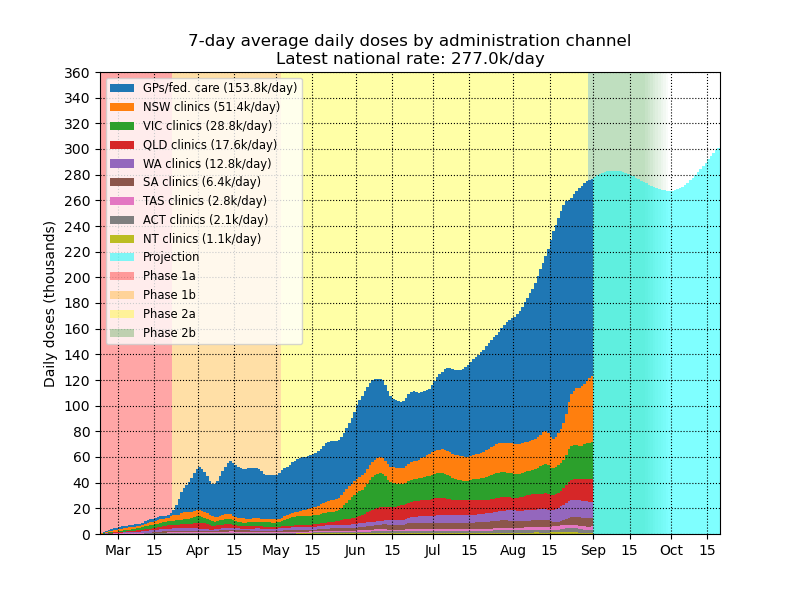 7-day average daily doses by administration channel
Latest national rate: 277.0k/day
Daily doses (thousands)
360
340
320
300
280
260
240
220
200
180
160
140
120
100
80
60
40
20
0
GPs/fed. care (153.8k/day)
NSW clinics (51.4k/day)
VIC clinics (28.8k/day)
QLD clinics (17.6k/day)
WA clinics (12.8k/day)
SA clinics (6.4k/day)
TAS clinics (2.8k/day)
ACT clinics (2.1k/day)
NT clinics (1.1k/day)
Projection
Phase 1a
Phase 1b
Phase 2a
Phase 2b
Mar 15 Apr 15 May 15 Jun 15 Jul 15 Aug 15 Sep 15 Oct 15